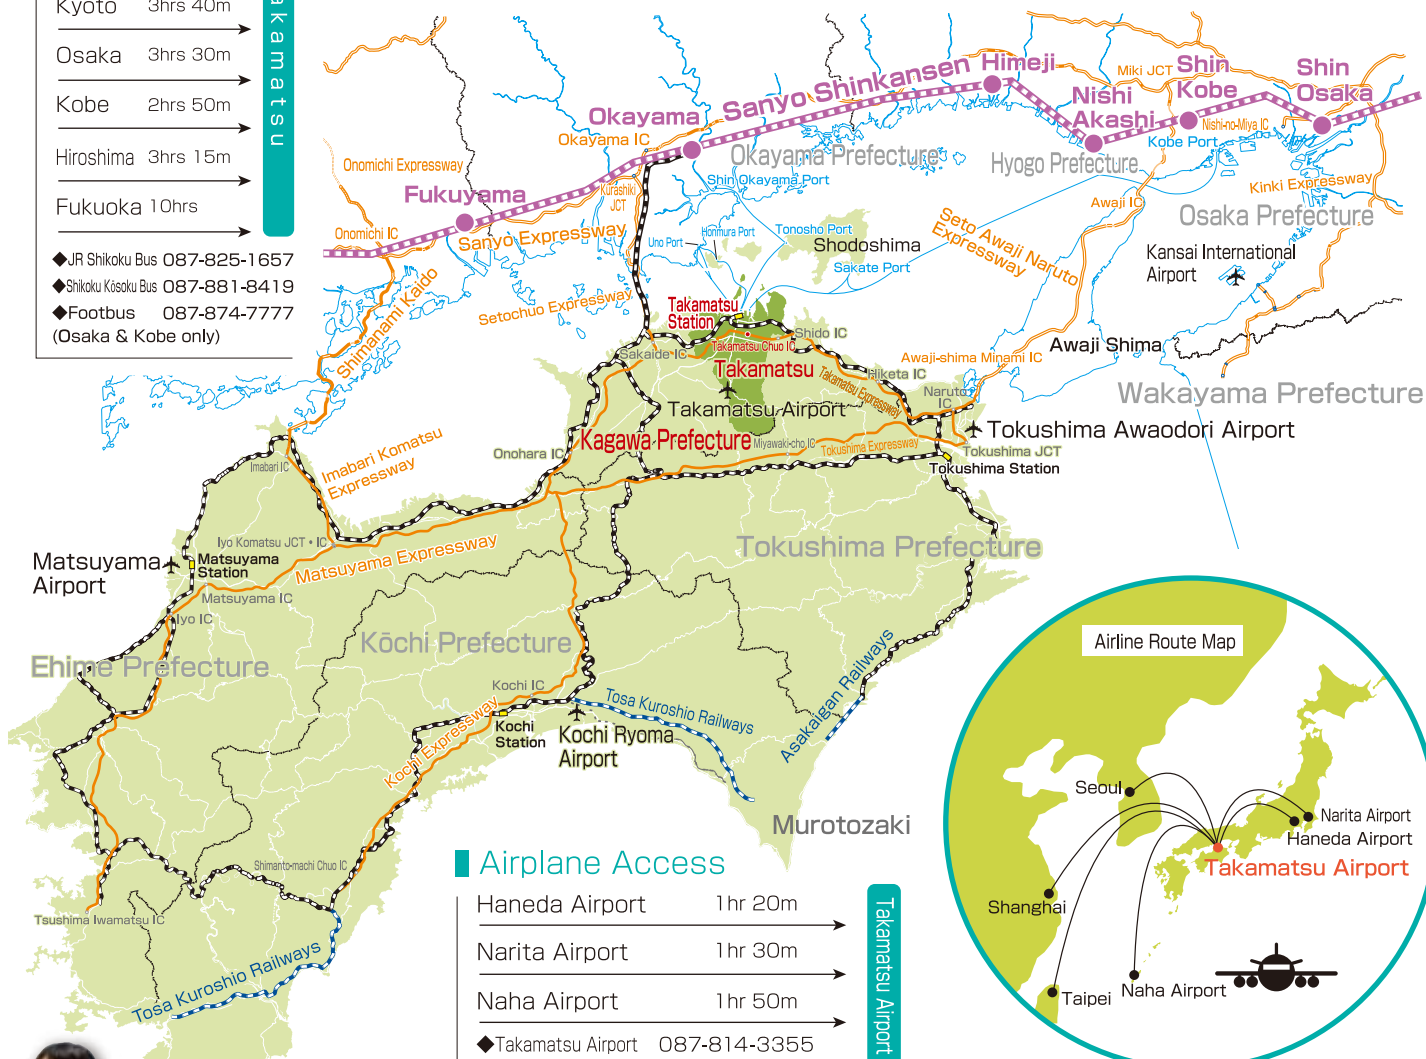 Kyoto 3hrs 40m
Osaka 3hrs 30m
Kobe 2hrs 50m
Hiroshima 3hrs 15m
Fukuoka 10hrs
akamatsu
◆JR Shikoku Bus 087-825-1657
◆Shikoku Kōsoku Bus 087-881-8419
◆Footbus 087-874-7777
(Osaka & Kobe only)
Sanyo Shinkansen
Himeji
Miki JCT
Shin
Kobe
Shin
Osaka
Nishi
Akashi
Nishi-no-Miya IC
Kobe Port
Okayama
Okayama IC
Okayama Prefecture
Hyogo Prefecture
Kinki Expressway
Osaka Prefecture
Onomichi Expressway
Fukuyama
Kurashiki
JCT
Shin Okayama Port
Awaji IC
Onomichi IC
Sanyo Expressway
Uno Port
Honmura Port
Tonosho Port
Shodoshima
Sakate Port
Seto Awaji Naruto
Expressway
Kansai International
Airport
Shimanami Kaido
Setochuo Expressway
Takamatsu
Station
Shido IC
Sakaide IC
Takamatsu Chuo IC
Takamatsu
Takamatsu Expressway
Hiketa IC
Awaji-shima Minami IC
Awaji Shima
Naruto
IC
Wakayama Prefecture
Takamatsu Airport
Kagawa Prefecture
Miyawaki-cho IC
Tokushima Expressway
Tokushima Awaodori Airport
Tokushima JCT
Tokushima Station
Imabari IC
Imabari Komatsu
Expressway
Onohara IC
Iyo Komatsu JCT・IC
Matsuyama
Airport
Matsuyama
Station
Matsuyama Expressway
Matsuyama IC
Iyo IC
Tokushima Prefecture
Kōchi Prefecture
Ehime Prefecture
Kochi IC
Kochi Expressway
Kochi
Station
Kochi Ryoma
Airport
Tosa Kuroshio Railways
Asakaigan Railways
Murotozaki
Shimanto-machi Chuo IC
Tsushima Iwamatsu IC
Tosa Kuroshio Railways
Airplane Access
Haneda Airport 1hr 20m
Narita Airport 1hr 30m
Naha Airport 1hr 50m
Takamatsu Airport
◆Takamatsu Airport 087-814-3355
Airline Route Map
Seoul
Narita Airport
Haneda Airport
Takamatsu Airport
Shanghai
Taipei
Naha Airport